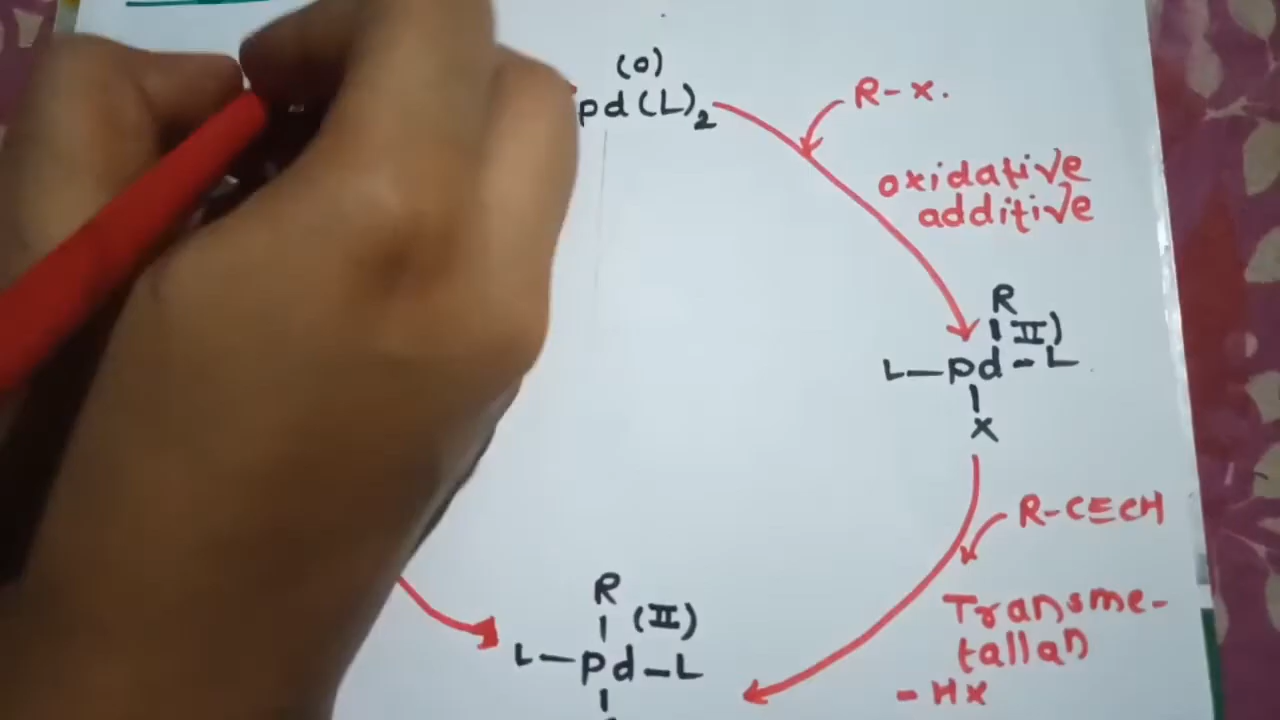 (0)
Pd(L)2
R-X.
oxidative
additive
R
(II)
L-Pd-L
X
R-C≡CH
Transme-
tallan
-HX
R
(II)
L-Pd-L